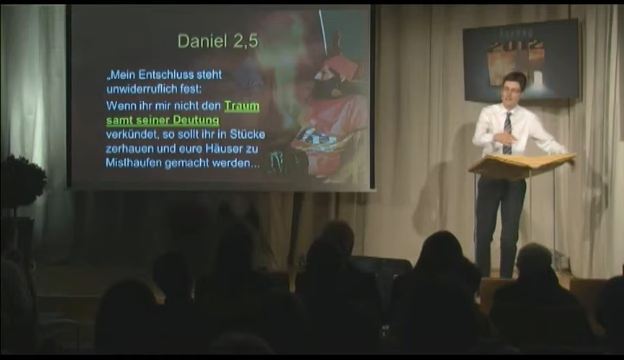 Daniel 2,5
„Mein Entschluss steht
unwiderruflich fest:
Wenn ihr mir nicht den Traum
samt seiner Deutung
verkündet, so sollt ihr in Stücke
zerhauen und eure Häuser zu
Misthaufen gemacht werden...